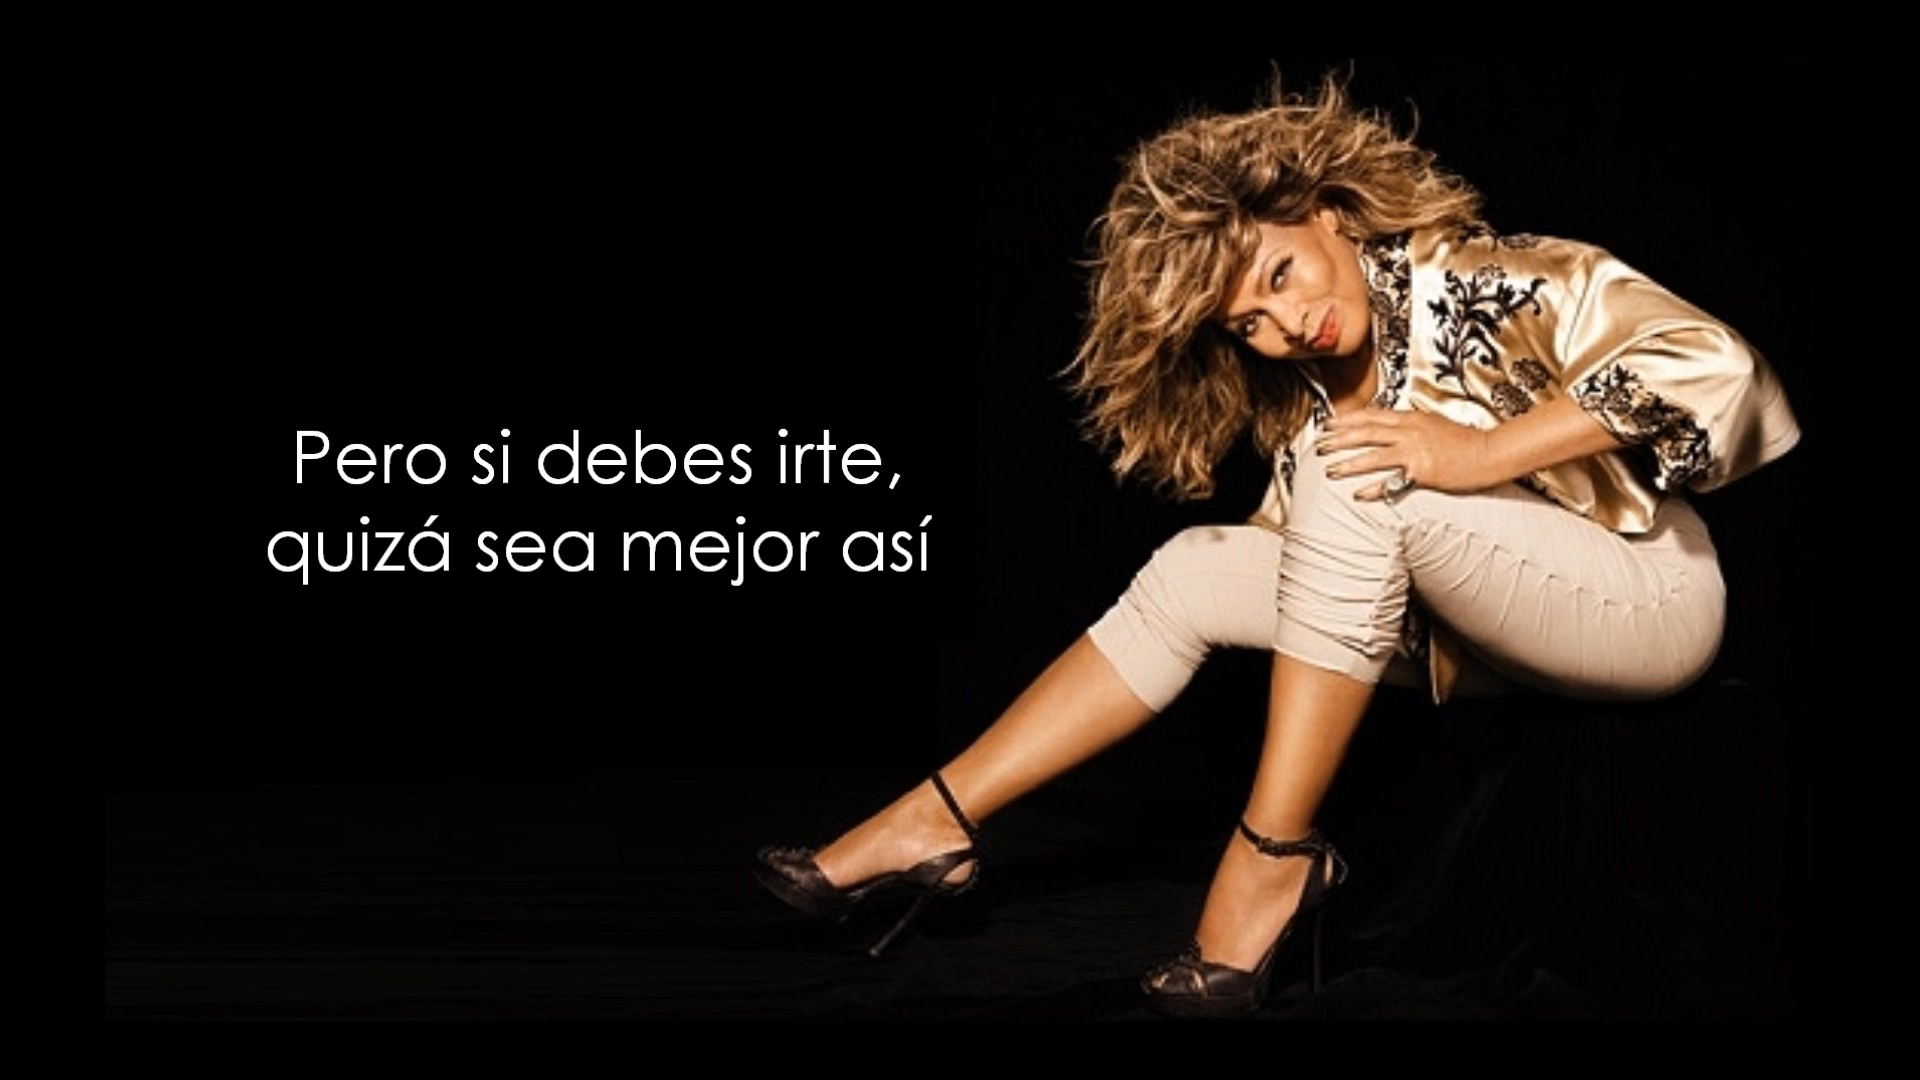 Pero si debes irte,
quizá sea mejor así